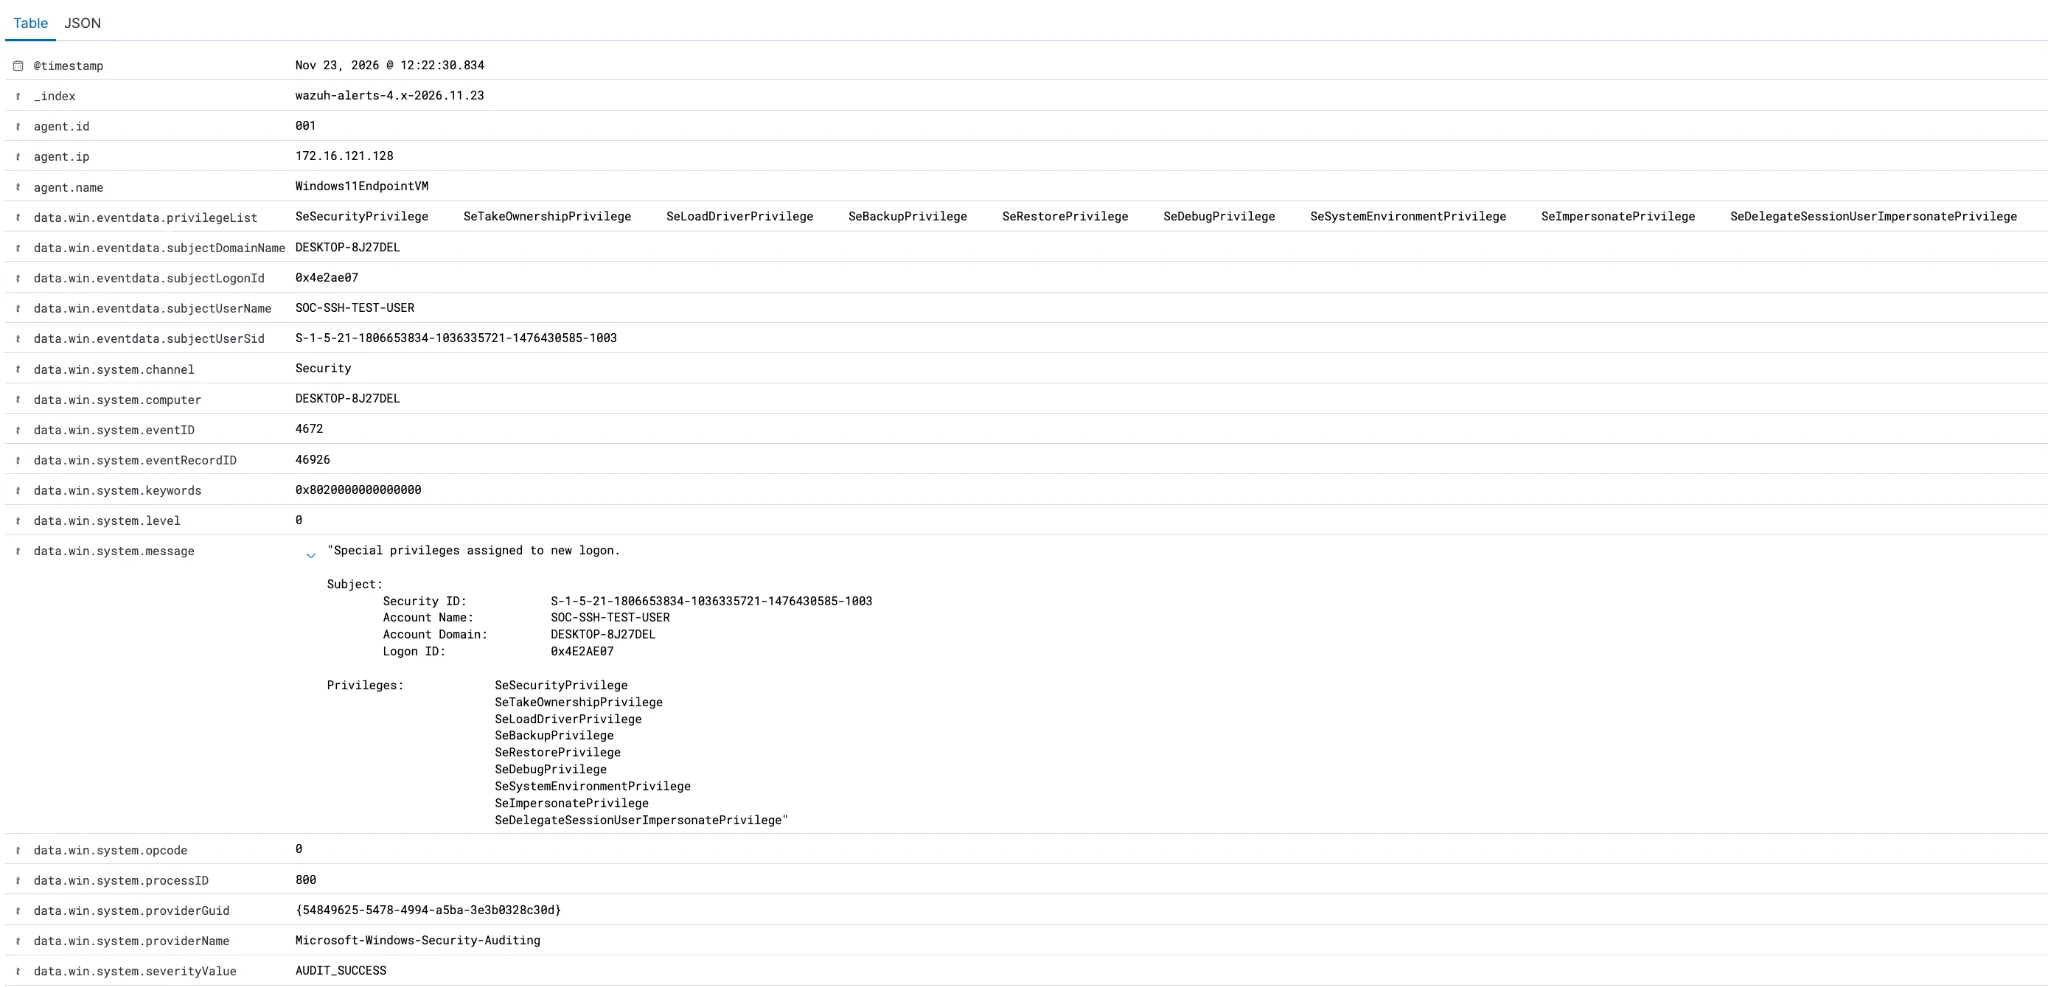 Table JSON
@timestamp Nov 23, 2026 @ 12:22:30.834
t _index wazuh-alerts-4.x-2026.11.23
t agent.id 001
t agent.ip 172.16.121.128
t agent.name Windows11EndpointVM
t data.win.eventdata.privilegeList SeSecurityPrivilege SeTakeOwnershipPrivilege SeLoadDriverPrivilege SeBackupPrivilege SeRestorePrivilege SeDebugPrivilege SeSystemEnvironmentPrivilege SeImpersonatePrivilege SeDelegateSessionUserImpersonatePrivilege
t data.win.eventdata.subjectDomainName DESKTOP-8J27DEL
t data.win.eventdata.subjectLogonId 0x4e2ae07
t data.win.eventdata.subjectUserName SOC-SSH-TEST-USER
t data.win.eventdata.subjectUserSid S-1-5-21-1806653834-1036335721-1476430585-1003
t data.win.system.channel Security
t data.win.system.computer DESKTOP-8J27DEL
t data.win.system.eventID 4672
t data.win.system.eventRecordID 46926
t data.win.system.keywords 0x8020000000000000
t data.win.system.level 0
t data.win.system.message "Special privileges assigned to new logon.
Subject:
Security ID: S-1-5-21-1806653834-1036335721-1476430585-1003
Account Name: SOC-SSH-TEST-USER
Account Domain: DESKTOP-8J27DEL
Logon ID: 0x4E2AE07
Privileges: SeSecurityPrivilege
SeTakeOwnershipPrivilege
SeLoadDriverPrivilege
SeBackupPrivilege
SeRestorePrivilege
SeDebugPrivilege
SeSystemEnvironmentPrivilege
SeImpersonatePrivilege
SeDelegateSessionUserImpersonatePrivilege"
t data.win.system.opcode 0
t data.win.system.processID 800
t data.win.system.providerGuid {54849625-5478-4994-a5ba-3e3b0328c30d}
t data.win.system.providerName Microsoft-Windows-Security-Auditing
t data.win.system.severityValue AUDIT_SUCCESS